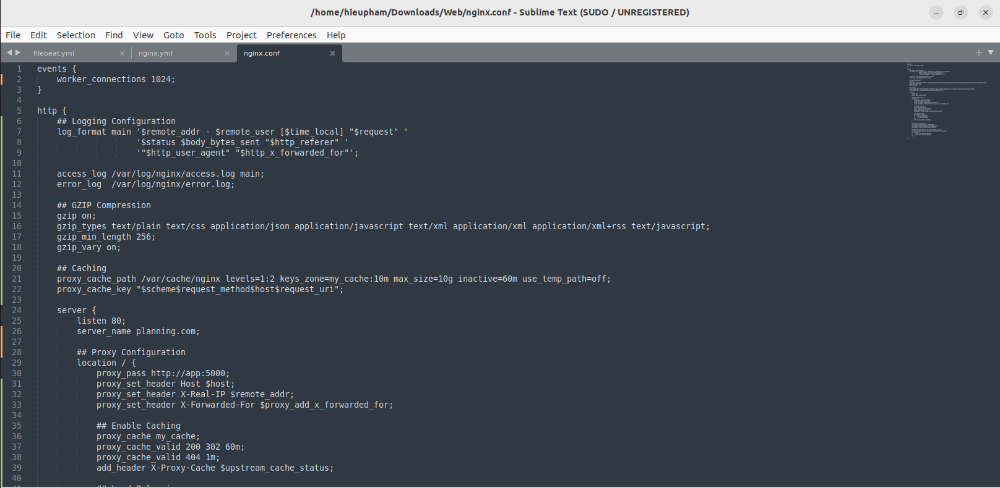 /home/hieupham/Downloads/Web/nginx.conf - Sublime Text (SUDO / UNREGISTERED)
File Edit Selection Find View Goto Tools Project Preferences Help
filebeat.yml × nginx.yml × nginx.conf ×
1 events {
2     worker_connections 1024;
3 }
4
5 http {
6     ## Logging Configuration
7     log_format main '$remote_addr - $remote_user [$time_local] "$request" '
8                     '$status $body_bytes_sent "$http_referer" '
9                     '"$http_user_agent" "$http_x_forwarded_for"';
10
11     access_log /var/log/nginx/access.log main;
12     error_log  /var/log/nginx/error.log;
13
14     ## GZIP Compression
15     gzip on;
16     gzip_types text/plain text/css application/json application/javascript text/xml application/xml application/xml+rss text/javascript;
17     gzip_min_length 256;
18     gzip_vary on;
19
20     ## Caching
21     proxy_cache_path /var/cache/nginx levels=1:2 keys_zone=my_cache:10m max_size=10g inactive=60m use_temp_path=off;
22     proxy_cache_key "$scheme$request_method$host$request_uri";
23
24     server {
25         listen 80;
26         server_name planning.com;
27
28         ## Proxy Configuration
29         location / {
30             proxy_pass http://app:5000;
31             proxy_set_header Host $host;
32             proxy_set_header X-Real-IP $remote_addr;
33             proxy_set_header X-Forwarded-For $proxy_add_x_forwarded_for;
34
35             ## Enable Caching
36             proxy_cache my_cache;
37             proxy_cache_valid 200 302 60m;
38             proxy_cache_valid 404 1m;
39             add_header X-Proxy-Cache $upstream_cache_status;
40